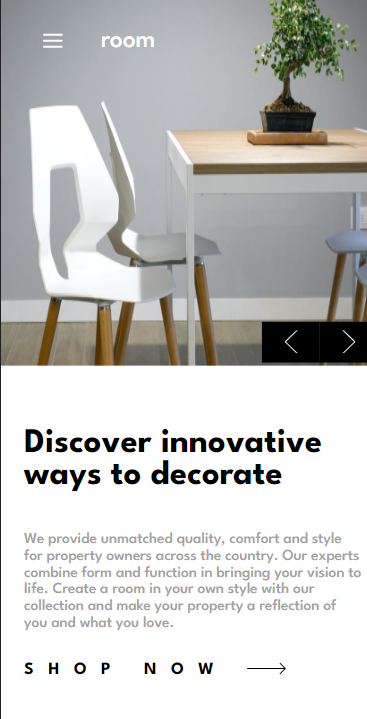 room
Discover innovative
ways to decorate
We provide unmatched quality, comfort and style
for property owners across the country. Our experts
combine form and function in bringing your vision to
life. Create a room in your own style with our
collection and make your property a reflection of
you and what you love.
SHOP NOW